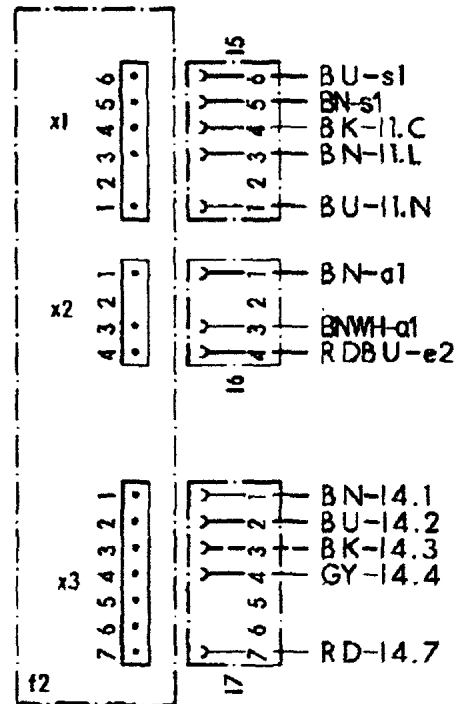 15
6 6 BU-s1
5 5 BN-s1
x1 4 4 BK-11.C
3 3 BN-11.L
2 2
1 1 BU-11.N
1 1 BN-a1
x2 2 2
3 3 BNWH-a1
4 4 RDBU-e2
16
1 1 BN-14.1
2 2 BU-14.2
3 3 BK-14.3
x3 4 4 GY-14.4
5 5
6 6
7 7 RD-14.7
f2 17